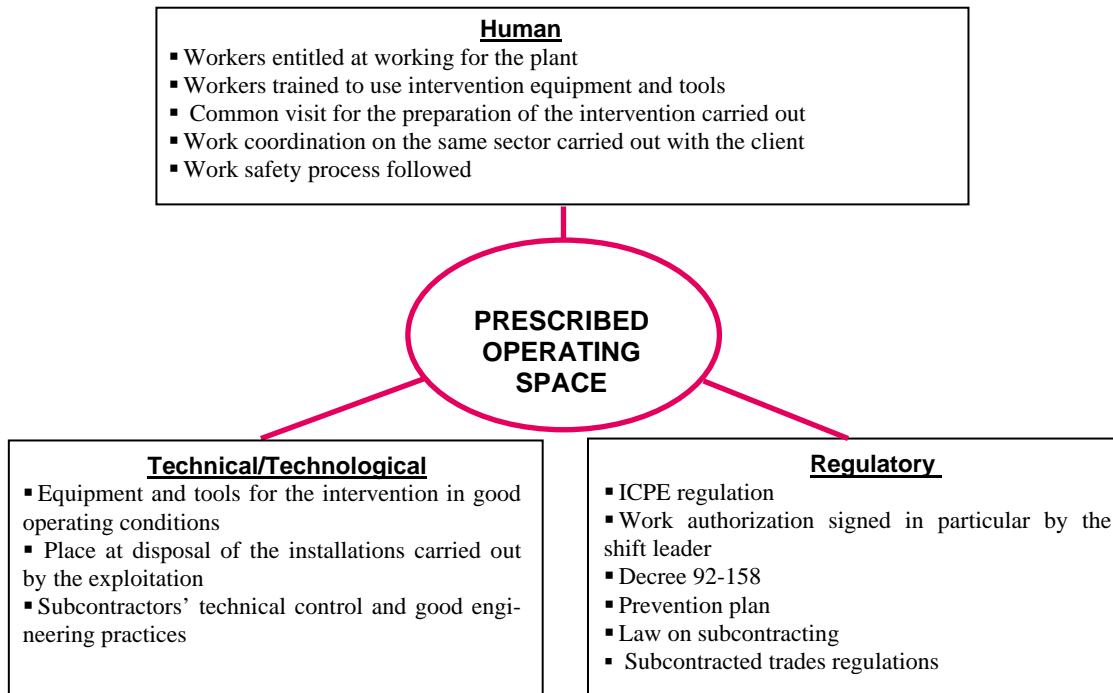 Human
▪ Workers entitled at working for the plant
▪ Workers trained to use intervention equipment and tools
▪ Common visit for the preparation of the intervention carried out
▪ Work coordination on the same sector carried out with the client
▪ Work safety process followed
PRESCRIBED
OPERATING
SPACE
Technical/Technological
▪ Equipment and tools for the intervention in good
operating conditions
▪ Place at disposal of the installations carried out
by the exploitation
▪ Subcontractors’ technical control and good engi-
neering practices
Regulatory
▪ ICPE regulation
▪ Work authorization signed in particular by the
shift leader
▪ Decree 92-158
▪ Prevention plan
▪ Law on subcontracting
▪ Subcontracted trades regulations